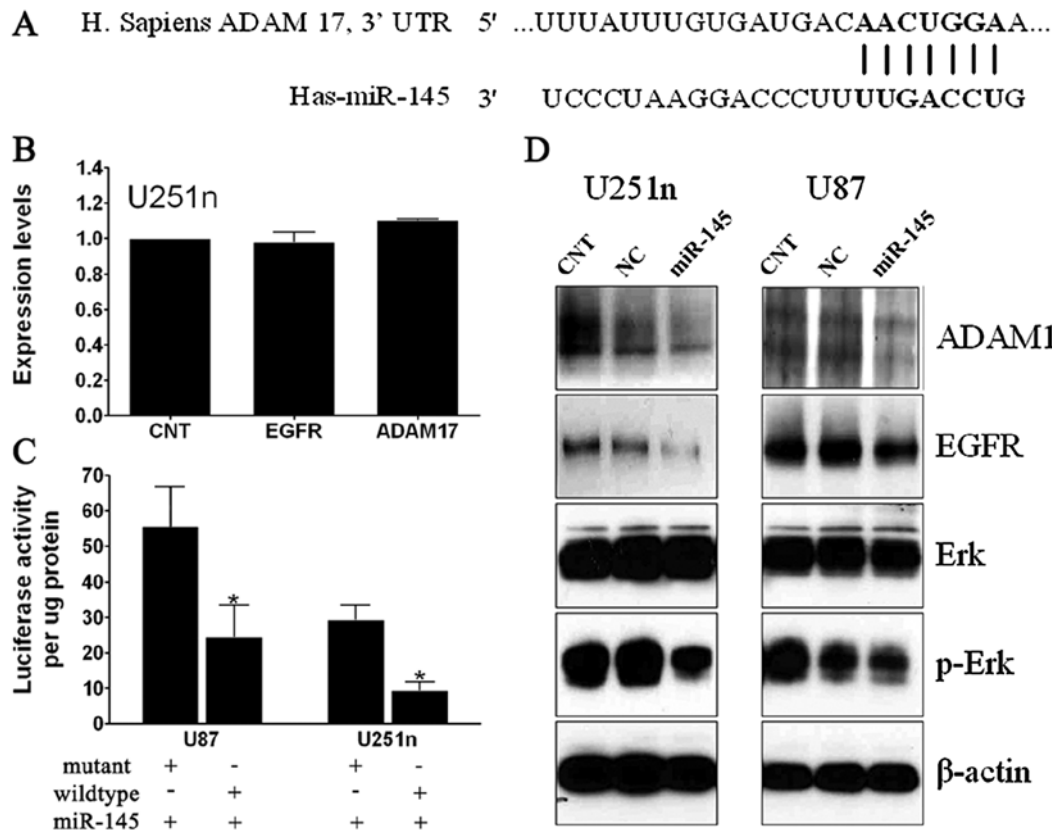 A
H. Sapiens ADAM 17, 3' UTR 5' ...UUUAUUUGUGAUGACAACUGGAA...
Has-miR-145 3' UCCCUAAGGACCCUUUUGACCUG
B
Expression levels
1.4
1.2
1.0
0.8
0.6
0.4
0.2
0.0
U251n
CNT EGFR ADAM17
C
Luciferase activity
per ug protein
70
60
50
40
30
20
10
0
* *
U87 U251n
mutant + - + -
wildtype - + - +
miR-145 + + + +
D
U251n U87
CNT NC miR-145 CNT NC miR-145
ADAM1
EGFR
Erk
p-Erk
β-actin